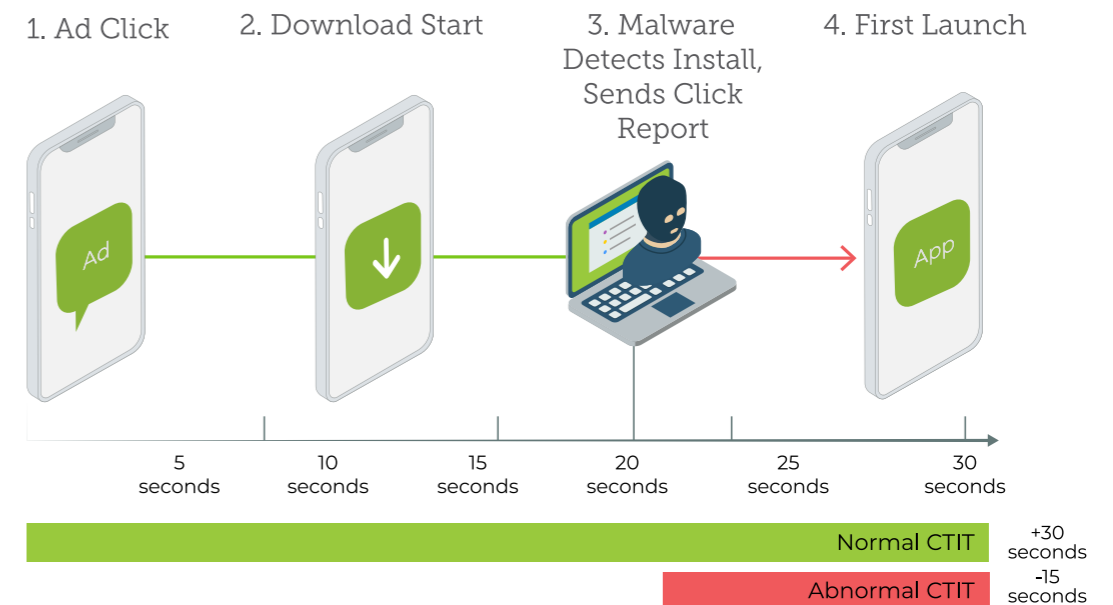 1. Ad Click
2. Download Start
3. Malware
Detects Install,
Sends Click
Report
4. First Launch
Ad
App
5
seconds
10
seconds
15
seconds
20
seconds
25
seconds
30
seconds
Normal CTIT
+30
seconds
Abnormal CTIT
-15
seconds